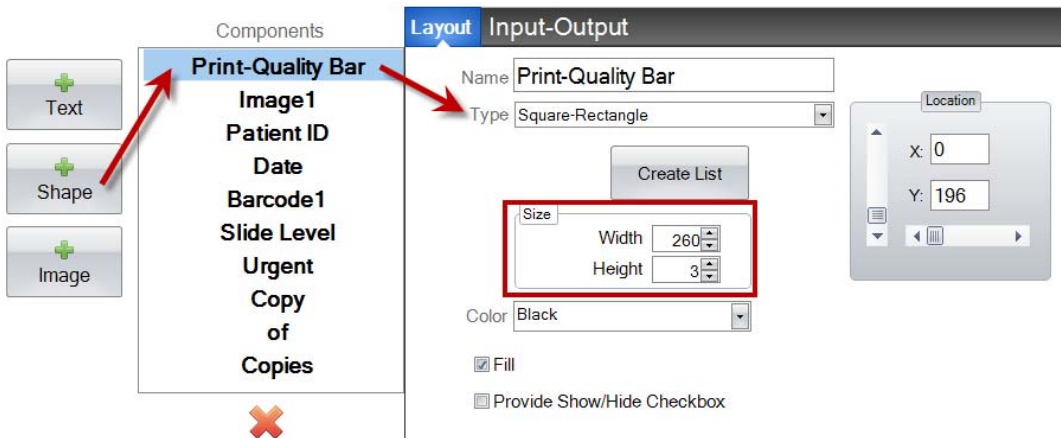 Components
Text
Shape
Image
Print-Quality Bar
Image1
Patient ID
Date
Barcode1
Slide Level
Urgent
Copy
of
Copies
Layout Input-Output
Name Print-Quality Bar
Type Square-Rectangle
Create List
Size
Width 260
Height 3
Color Black
Fill
Provide Show/Hide Checkbox
Location
X: 0
Y: 196